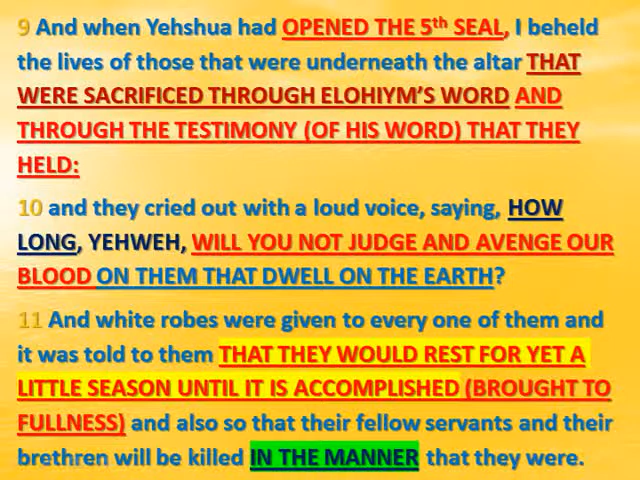 9 And when Yehshua had OPENED THE 5th SEAL, I beheld
the lives of those that were underneath the altar THAT
WERE SACRIFICED THROUGH ELOHIYM’S WORD AND
THROUGH THE TESTIMONY (OF HIS WORD) THAT THEY
HELD:
10 and they cried out with a loud voice, saying, HOW
LONG, YEHWEH, WILL YOU NOT JUDGE AND AVENGE OUR
BLOOD ON THEM THAT DWELL ON THE EARTH?
11 And white robes were given to every one of them and
it was told to them THAT THEY WOULD REST FOR YET A
LITTLE SEASON UNTIL IT IS ACCOMPLISHED (BROUGHT TO
FULLNESS) and also so that their fellow servants and their
brethren will be killed IN THE MANNER that they were.